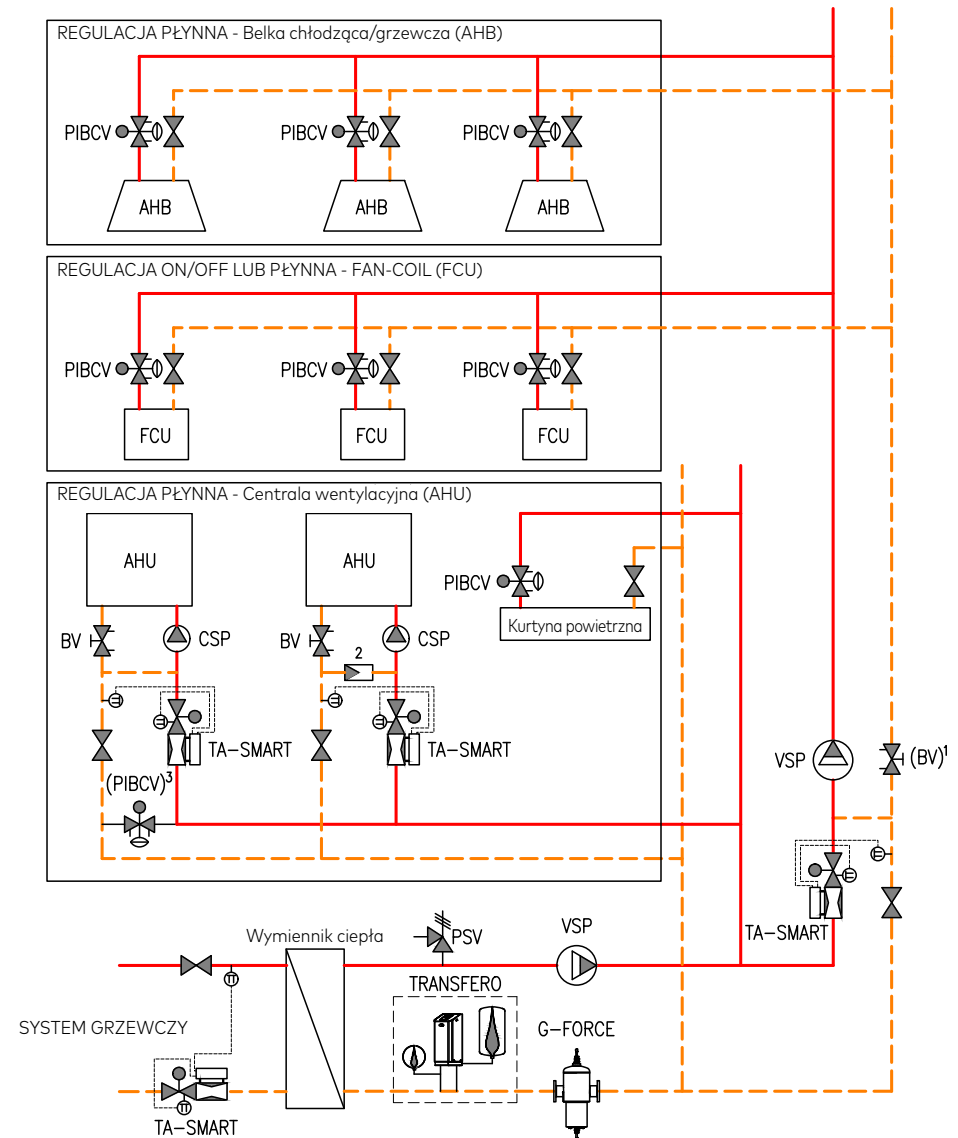 REGULACJA PŁYNNA - Belka chłodząca/grzewcza (AHB)
PIBCV PIBCV PIBCV
AHB AHB AHB
REGULACJA ON/OFF LUB PŁYNNA - FAN-COIL (FCU)
PIBCV PIBCV PIBCV
FCU FCU FCU
REGULACJA PŁYNNA - Centrala wentylacyjna (AHU)
AHU AHU
PIBCV
Kurtyna powietrzna
BV CSP BV CSP
2
TA-SMART TA-SMART
(PIBCV)³
VSP (BV)¹
TA-SMART
Wymiennik ciepła
PSV
VSP
TRANSFERO
SYSTEM GRZEWCZY
G-FORCE
TA-SMART